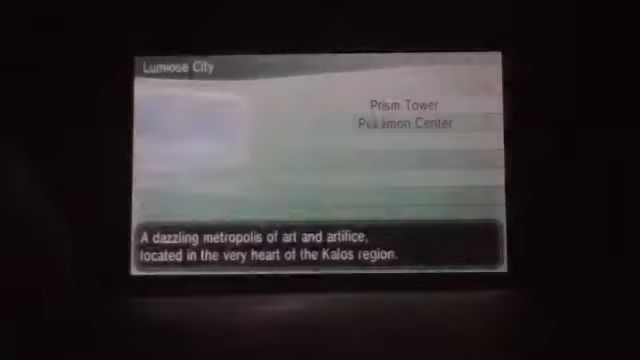 Lumiose City
Prism Tower
Pokémon Center
A dazzling metropolis of art and artifice,
located in the very heart of the Kalos region.